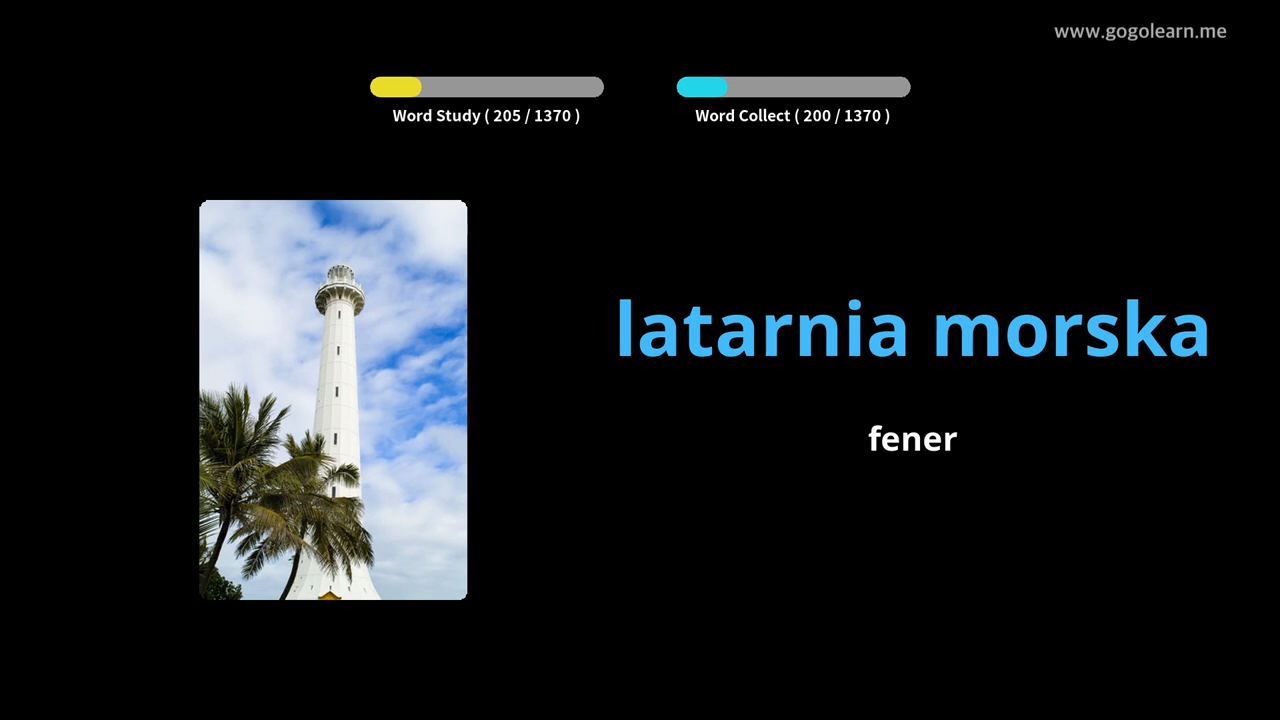 www.gogolearn.me
Word Study ( 205 / 1370 )
Word Collect ( 200 / 1370 )
latarnia morska
fener